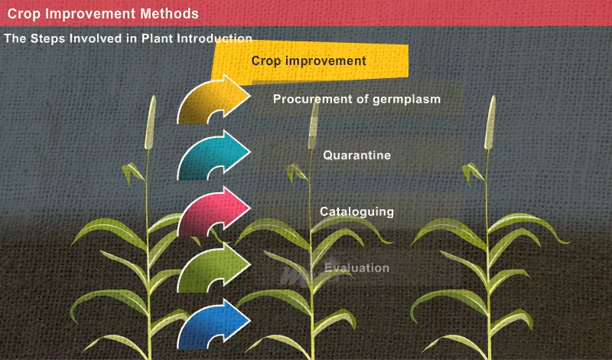 Crop Improvement Methods
The Steps Involved in Plant Introduction
Crop improvement
Procurement of germplasm
Quarantine
Cataloguing
Evaluation